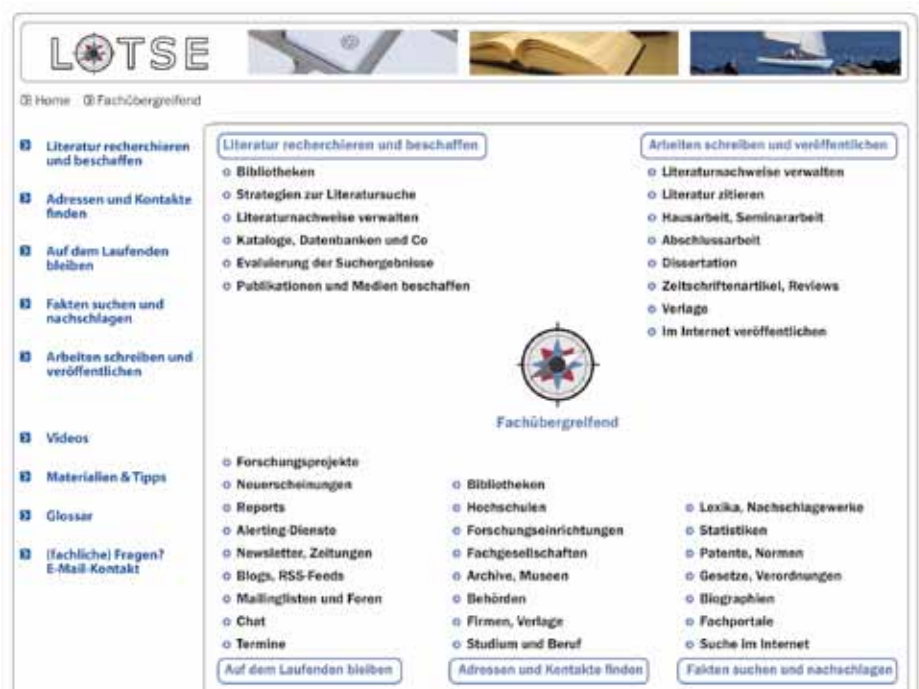 LOTSE
Home Fachübergreifend
Literatur recherchieren
und beschaffen
Adressen und Kontakte
finden
Auf dem Laufenden
bleiben
Fakten suchen und
nachschlagen
Arbeiten schreiben und
veröffentlichen
Videos
Materialien & Tipps
Glossar
(fachliche) Fragen?
E-Mail-Kontakt
Literatur recherchieren und beschaffen
Bibliotheken
Strategien zur Literatursuche
Literaturnachweise verwalten
Kataloge, Datenbanken und Co
Evaluierung der Suchergebnisse
Publikationen und Medien beschaffen
Arbeiten schreiben und veröffentlichen
Literaturnachweise verwalten
Literatur zitieren
Hausarbeit, Seminararbeit
Abschlussarbeit
Dissertation
Zeitschriftenartikel, Reviews
Verlage
Im Internet veröffentlichen
Fachübergreifend
Forschungsprojekte
Neuerscheinungen
Reports
Alerting-Dienste
Newsletter, Zeitungen
Blogs, RSS-Feeds
Mailinglisten und Foren
Chat
Termine
Auf dem Laufenden bleiben
Bibliotheken
Hochschulen
Forschungseinrichtungen
Fachgesellschaften
Archive, Museen
Behörden
Firmen, Verlage
Studium und Beruf
Adressen und Kontakte finden
Lexika, Nachschlagewerke
Statistiken
Patente, Normen
Gesetze, Verordnungen
Biographien
Fachportale
Suche im Internet
Fakten suchen und nachschlagen